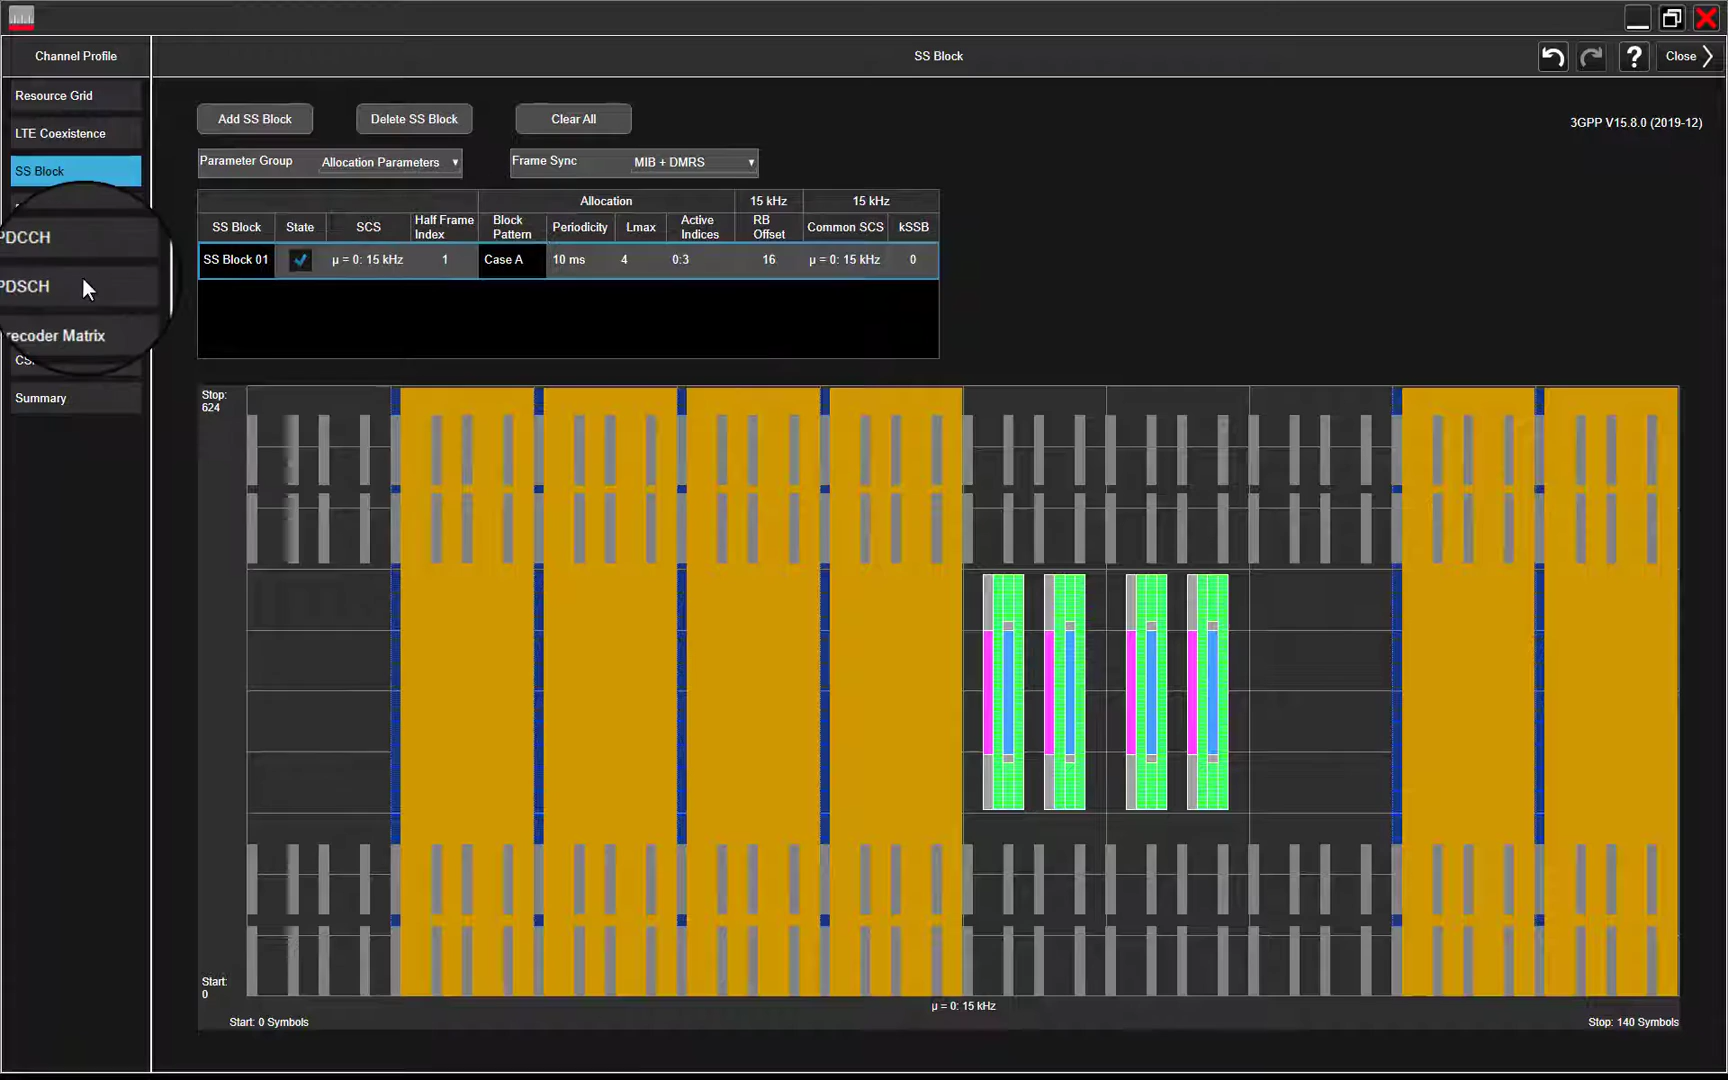 Channel Profile
SS Block
?
Close
Resource Grid
LTE Coexistence
SS Block
PDCCH
PDSCH
recoder Matrix
Summary
Add SS Block
Delete SS Block
Clear All
3GPP V15.8.0 (2019-12)
Parameter Group
Allocation Parameters
Frame Sync
MIB + DMRS
Allocation
15 kHz
15 kHz
SS Block
State
SCS
Half Frame
Index
Block
Pattern
Periodicity
Lmax
Active
Indices
RB
Offset
Common SCS
kSSB
SS Block 01
μ = 0: 15 kHz
1
Case A
10 ms
4
0:3
16
μ = 0: 15 kHz
0
Stop:
624
Start:
0
μ = 0: 15 kHz
Start: 0 Symbols
Stop: 140 Symbols